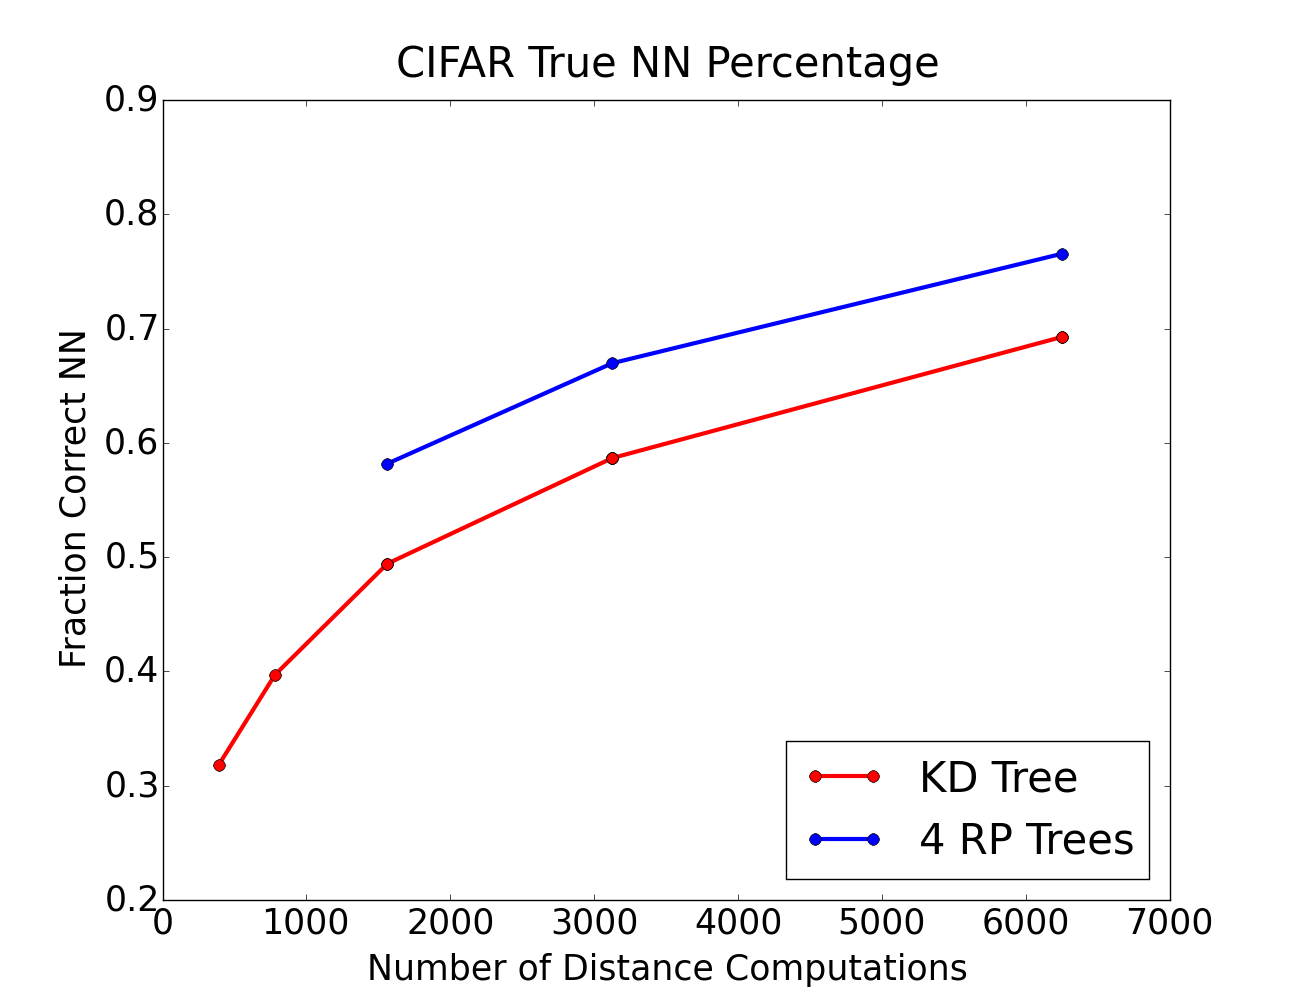 CIFAR True NN Percentage
0.9
0.8
0.7
0.6
0.5
0.4
0.3
0.2
Fraction Correct NN
KD Tree
4 RP Trees
0 1000 2000 3000 4000 5000 6000 7000
Number of Distance Computations